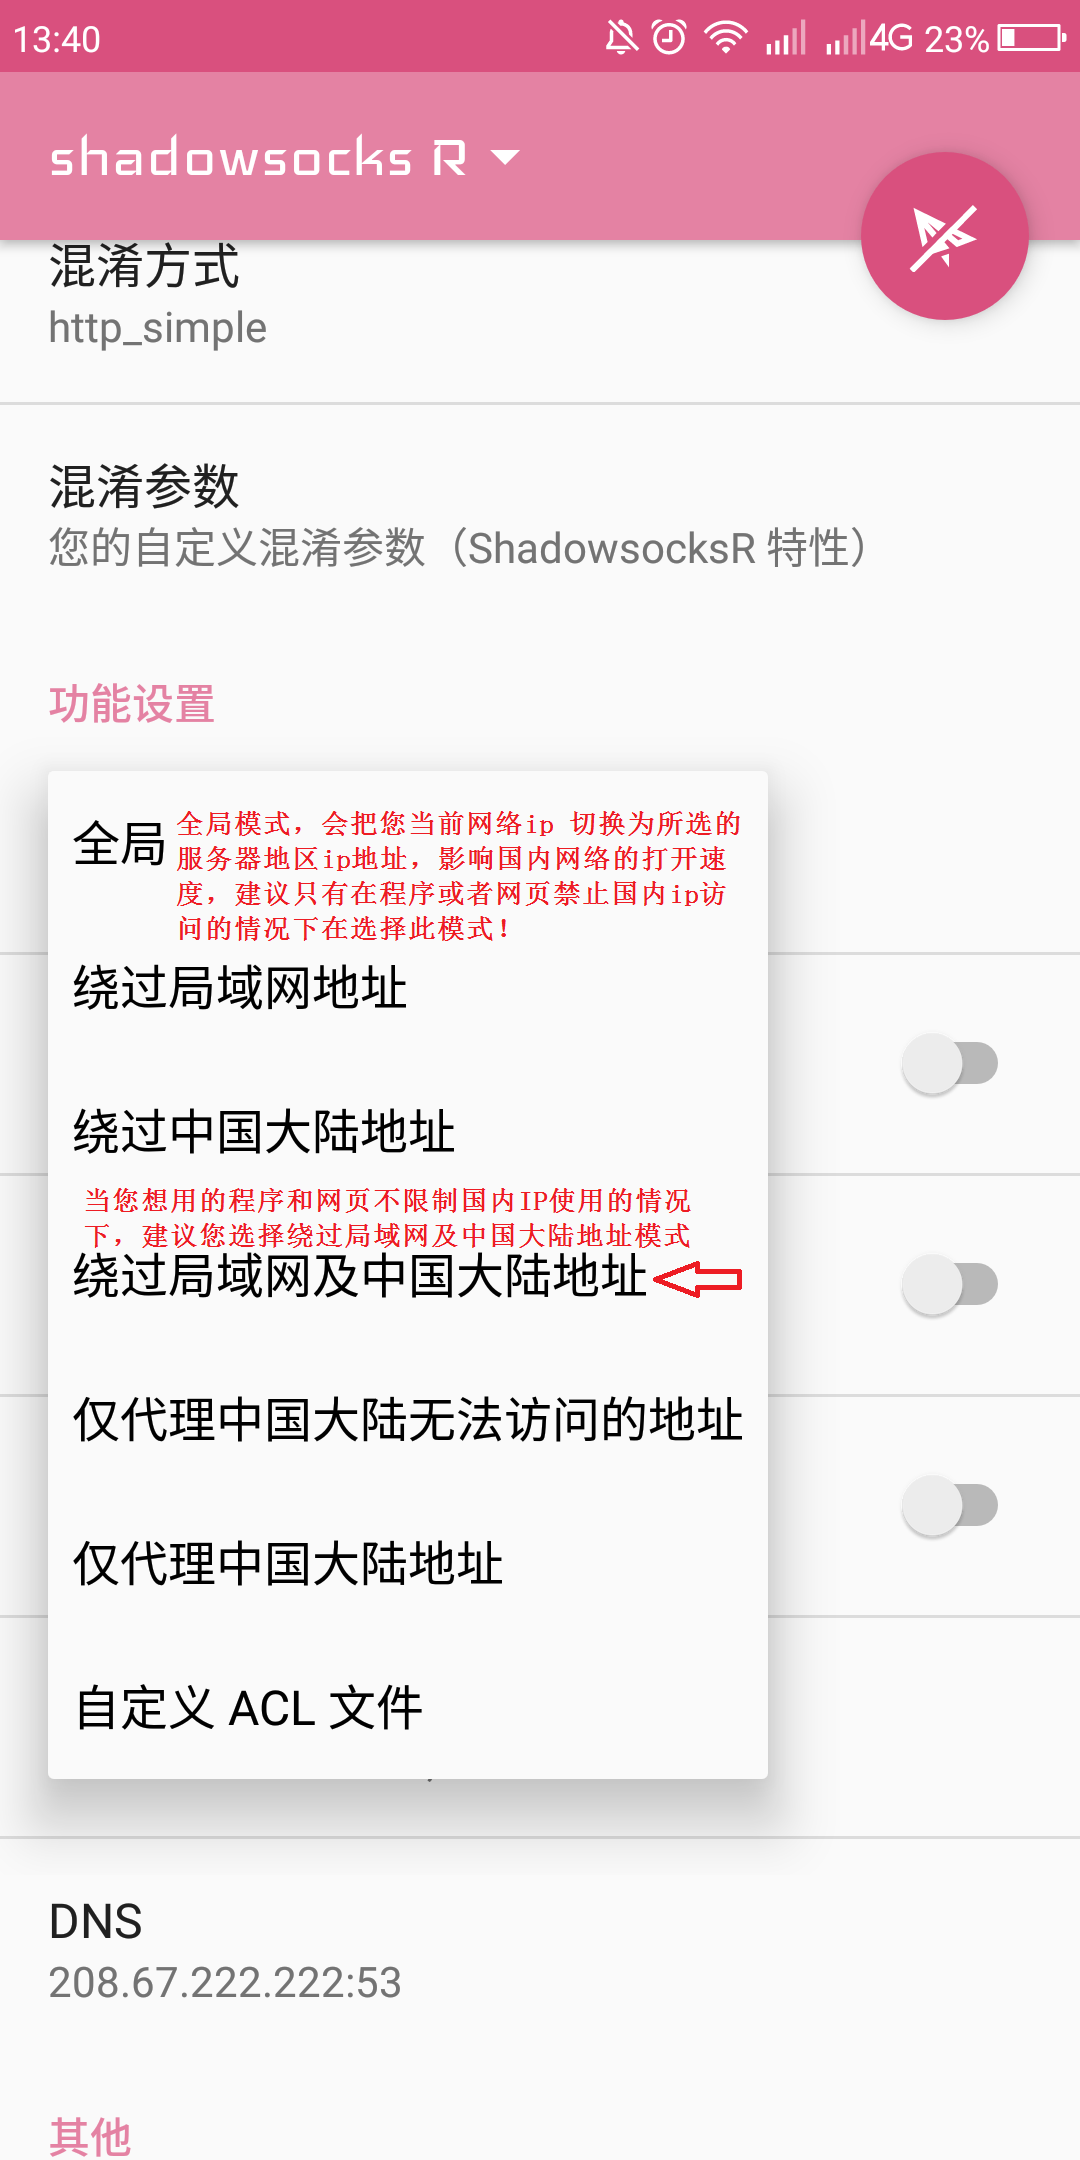 13:40
4G 23%
shadowsocks R
混淆方式
http_simple
混淆参数
您的自定义混淆参数（ShadowsocksR 特性）
功能设置
全局
全局模式，会把您当前网络ip 切换为所选的
服务器地区ip地址，影响国内网络的打开速
度，建议只有在程序或者网页禁止国内ip访
问的情况下在选择此模式！
绕过局域网地址
绕过中国大陆地址
当您想用的程序和网页不限制国内IP使用的情况
下，建议您选择绕过局域网及中国大陆地址模式
绕过局域网及中国大陆地址
仅代理中国大陆无法访问的地址
仅代理中国大陆地址
自定义 ACL 文件
DNS
208.67.222.222:53
其他